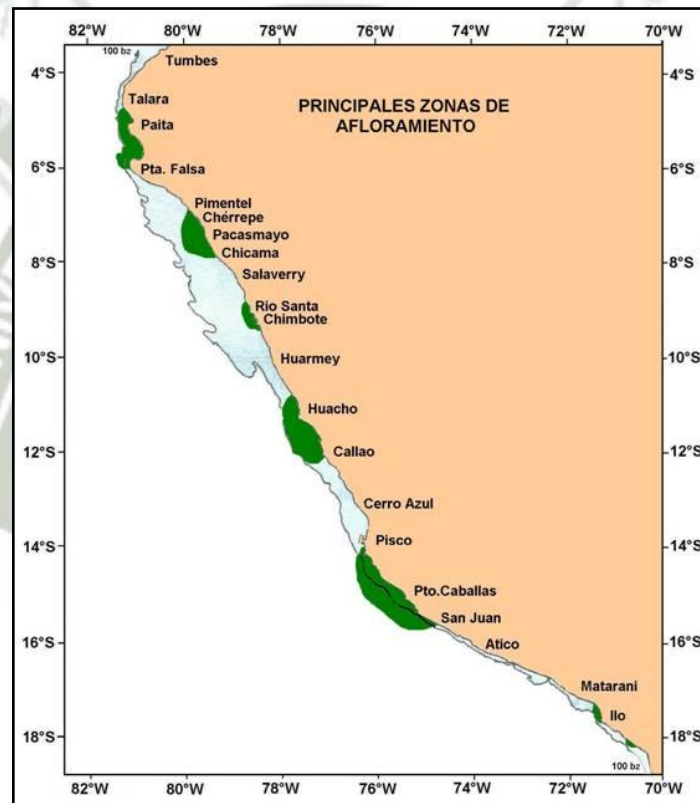 82°W 80°W 78°W 76°W 74°W 72°W 70°W
100 bz
4°S
4°S
Tumbes
Talara
PRINCIPALES ZONAS DE
AFLORAMIENTO
Paita
6°S
6°S
Pta. Falsa
Pimentel
Chérrepe
Pacasmayo
8°S
8°S
Chicama
Salaverry
Rio Santa
Chimbote
10°S
10°S
Huarmey
Huacho
12°S
12°S
Callao
Cerro Azul
14°S
14°S
Pisco
Pto.Caballas
San Juan
16°S
16°S
Atico
Matarani
Ilo
18°S
18°S
100 bz
82°W 80°W 78°W 76°W 74°W 72°W 70°W